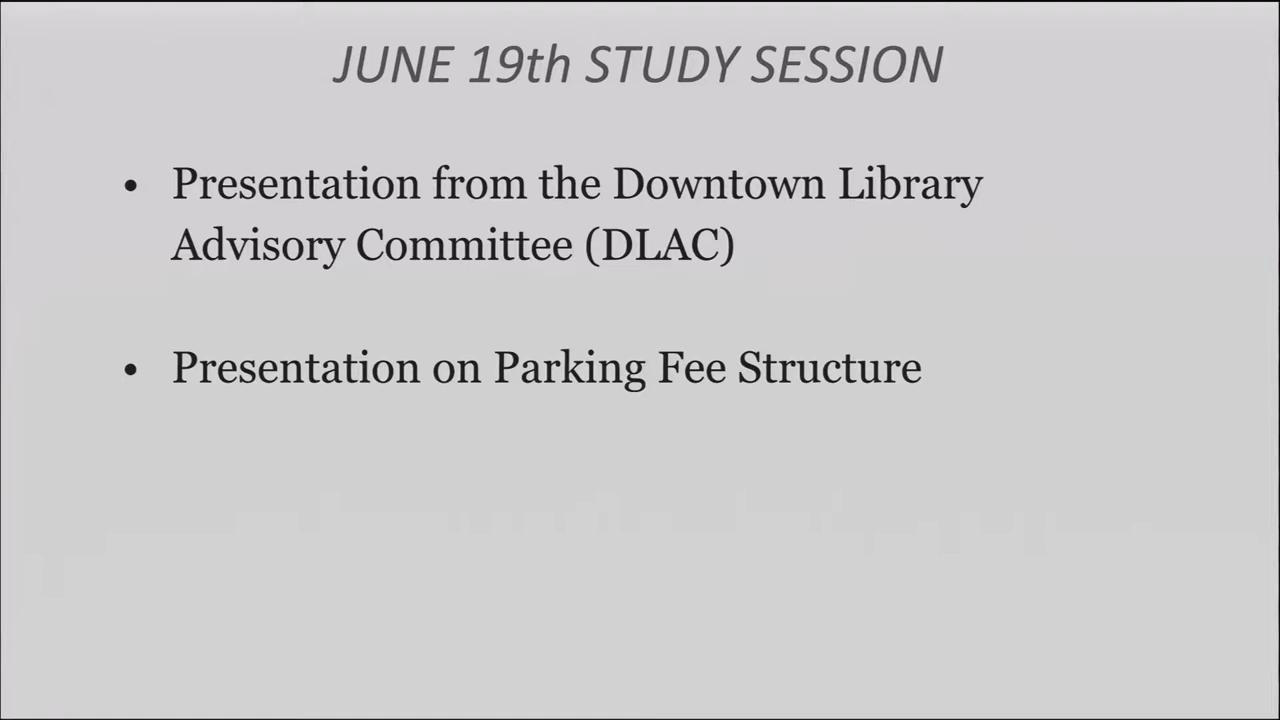 JUNE 19th STUDY SESSION
• Presentation from the Downtown Library
Advisory Committee (DLAC)
• Presentation on Parking Fee Structure